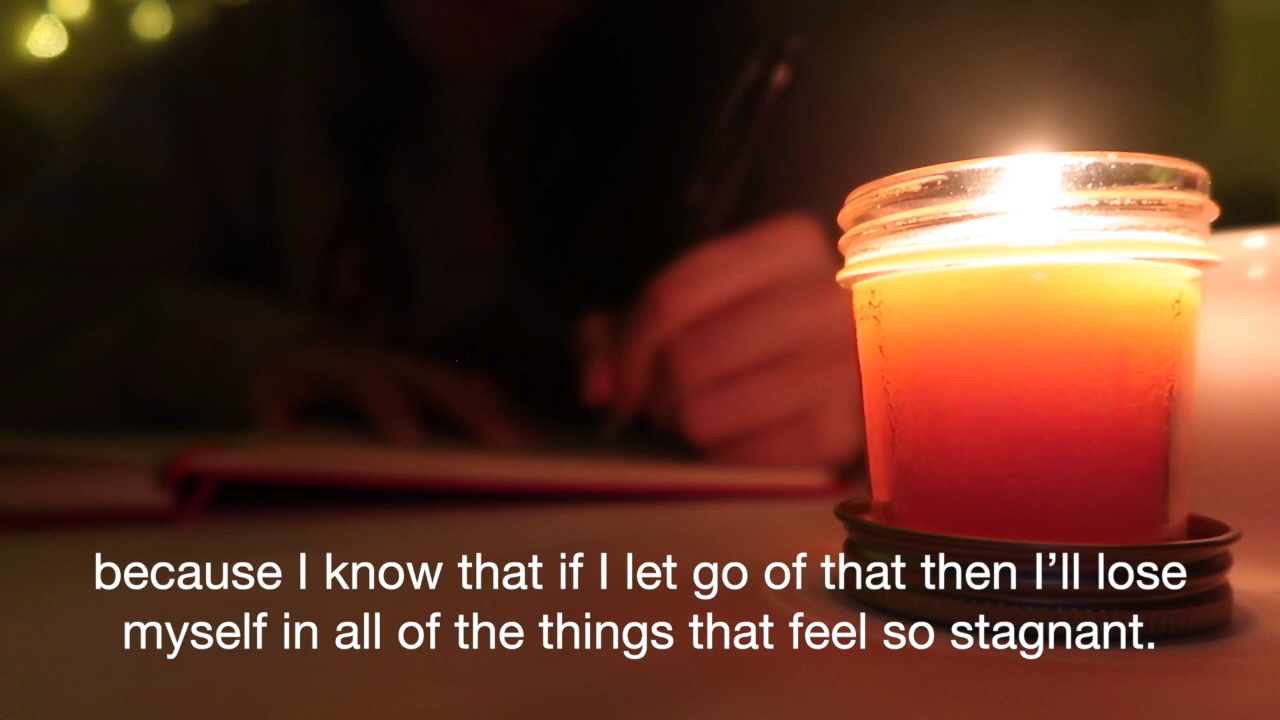 because I know that if I let go of that then I’ll lose
myself in all of the things that feel so stagnant.